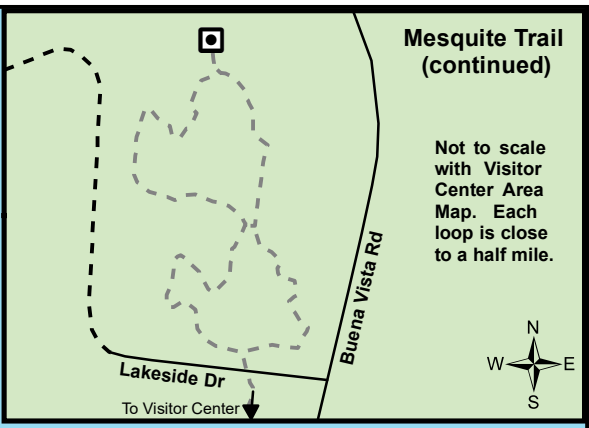 Mesquite Trail
(continued)
Not to scale
with Visitor
Center Area
Map. Each
loop is close
to a half mile.
Buena Vista Rd
N
W E
S
Lakeside Dr
To Visitor Center